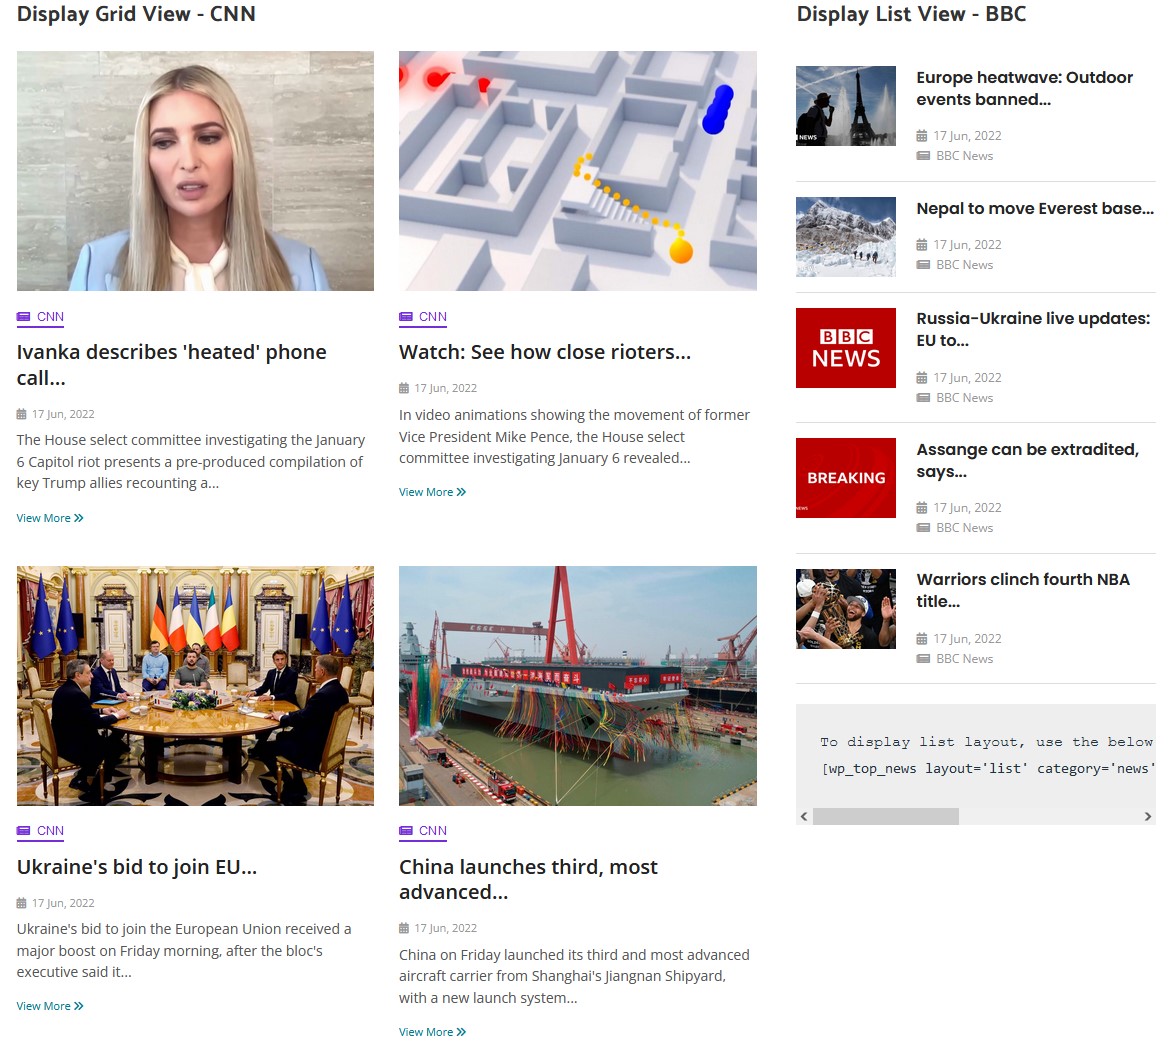 Display Grid View - CNN
CNN
Ivanka describes 'heated' phone
call...
17 Jun, 2022
The House select committee investigating the January
6 Capitol riot presents a pre-produced compilation of
key Trump allies recounting a...
View More
CNN
Watch: See how close rioters...
17 Jun, 2022
In video animations showing the movement of former
Vice President Mike Pence, the House select
committee investigating January 6 revealed...
View More
CNN
Ukraine's bid to join EU...
17 Jun, 2022
Ukraine's bid to join the European Union received a
major boost on Friday morning, after the bloc's
executive said it...
View More
CNN
China launches third, most
advanced...
17 Jun, 2022
China on Friday launched its third and most advanced
aircraft carrier from Shanghai's Jiangnan Shipyard,
with a new launch system...
View More
Display List View - BBC
NEWS
Europe heatwave: Outdoor
events banned...
17 Jun, 2022
BBC News
Nepal to move Everest base...
17 Jun, 2022
BBC News
BBC
NEWS
Russia-Ukraine live updates:
EU to...
17 Jun, 2022
BBC News
BREAKING
NEWS
Assange can be extradited,
says...
17 Jun, 2022
BBC News
Warriors clinch fourth NBA
title...
17 Jun, 2022
BBC News
To display list layout, use the below
[wp_top_news layout='list' category='news'